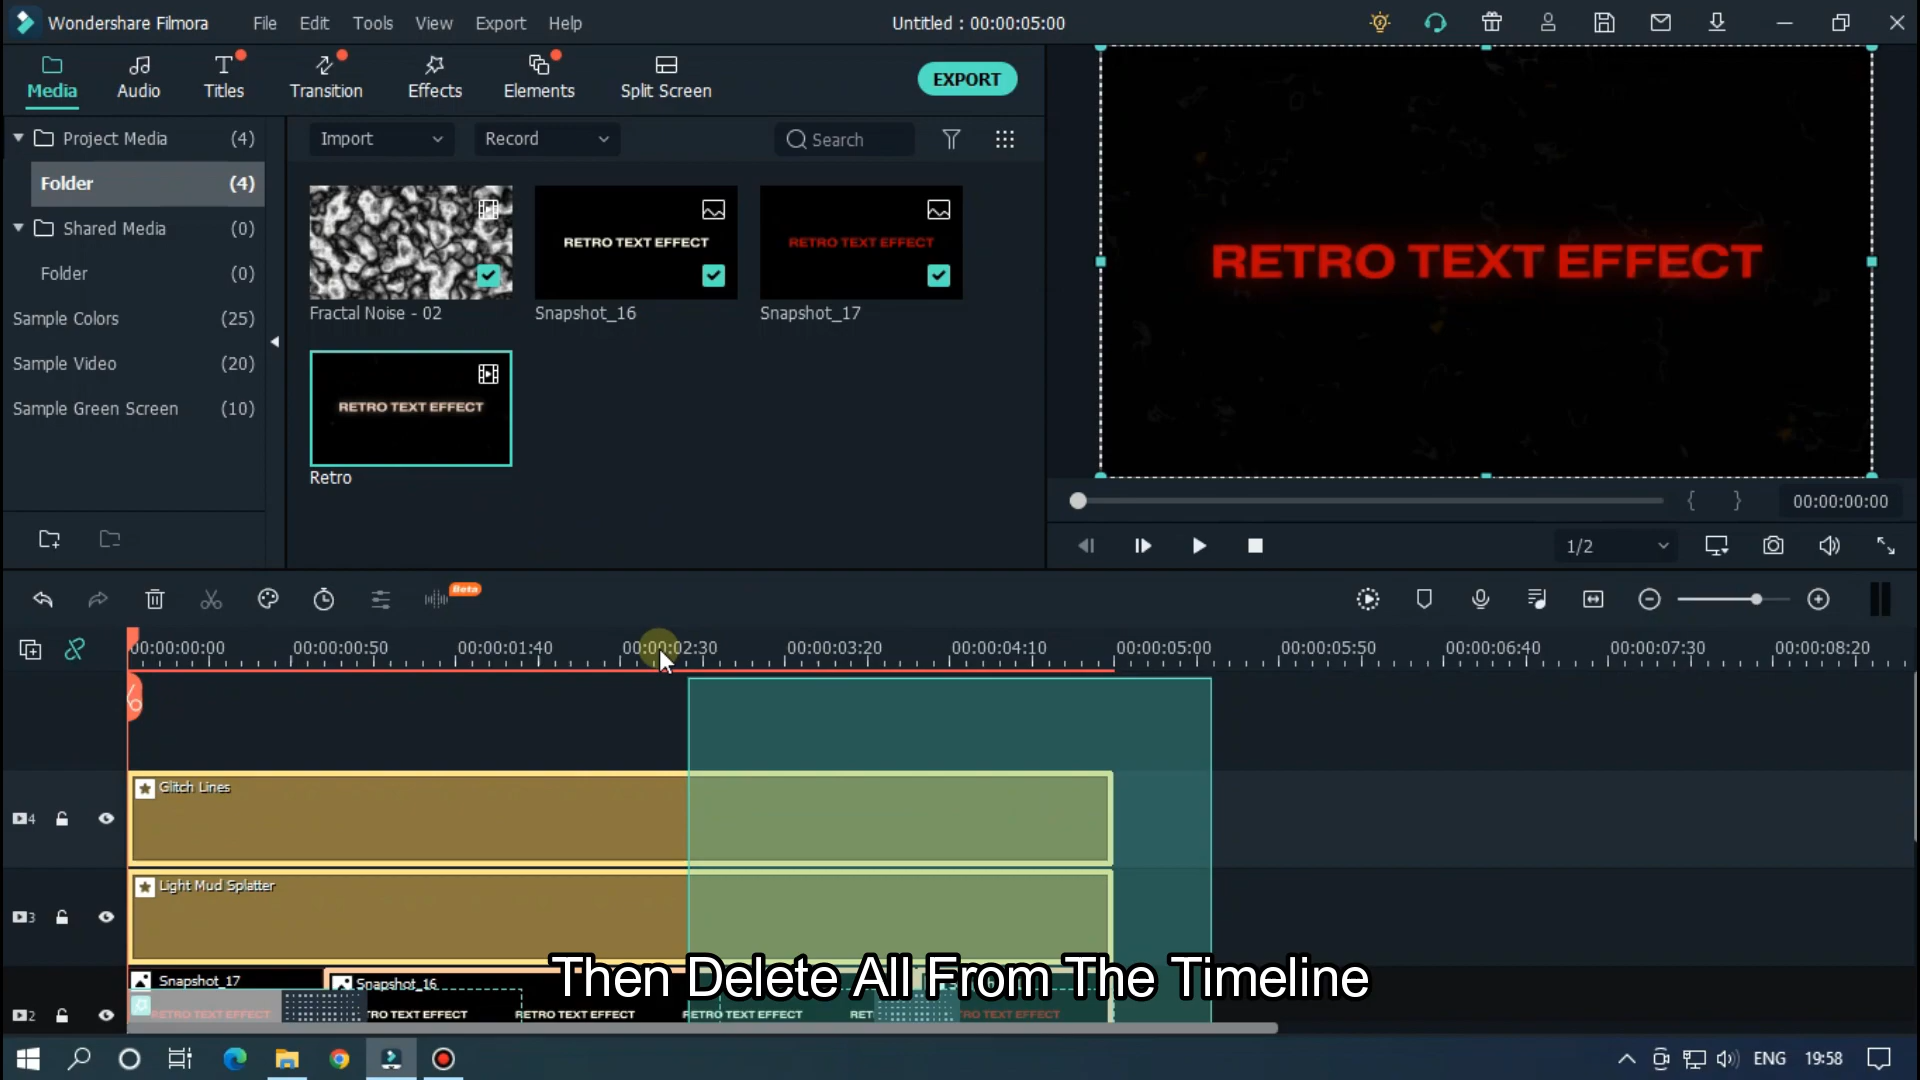 Wondershare Filmora File Edit Tools View Export Help Untitled : 00:00:05:00
Media Audio Titles Transition Effects Elements Split Screen EXPORT
Project Media (4)
Folder (4)
Shared Media (0)
Folder (0)
Sample Colors (25)
Sample Video (20)
Sample Green Screen (10)
Import Record Search
RETRO TEXT EFFECT
RETRO TEXT EFFECT
Fractal Noise - 02 Snapshot_16 Snapshot_17
RETRO TEXT EFFECT
Retro
RETRO TEXT EFFECT
{ } 00:00:00:00
1/2
Beta
00:00:00:00 00:00:00:50 00:00:01:40 00:00:02:30 00:00:03:20 00:00:04:10 00:00:05:00 00:00:05:50 00:00:06:40 00:00:07:30 00:00:08:20
4 Glitch Lines
3 Light Mud Splatter
Then Delete All From The Timeline
Snapshot_17 Snapshot_16
2 RETRO TEXT EFFECT RO TEXT EFFECT RETRO TEXT EFFECT RETRO TEXT EFFECT RET RO TEXT EFFECT
ENG 19:58